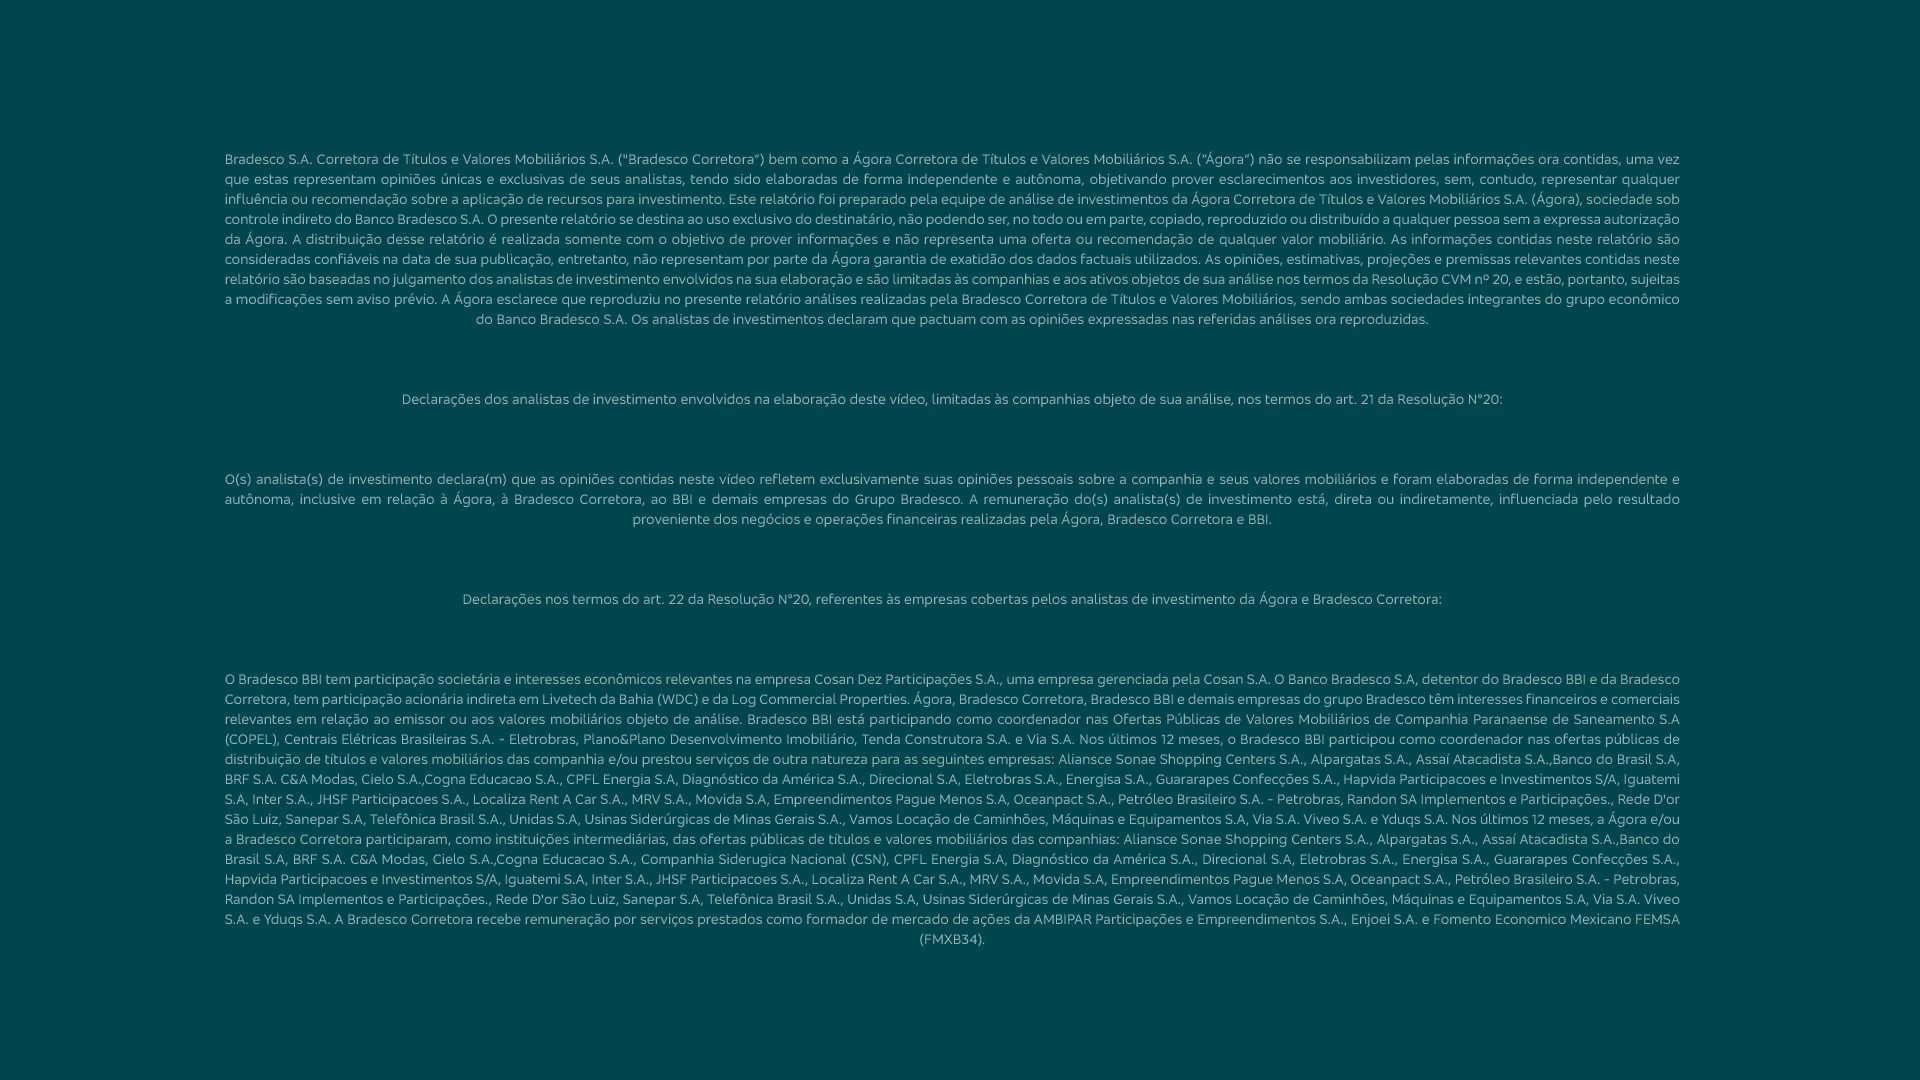 Bradesco S.A. Corretora de Títulos e Valores Mobiliários S.A. ("Bradesco Corretora”) bem como a Ágora Corretora de Títulos e Valores Mobiliários S.A. (“Ágora”) não se responsabilizam pelas informações ora contidas, uma vez
que estas representam opiniões únicas e exclusivas de seus analistas, tendo sido elaboradas de forma independente e autônoma, objetivando prover esclarecimentos aos investidores, sem, contudo, representar qualquer
influência ou recomendação sobre a aplicação de recursos para investimento. Este relatório foi preparado pela equipe de análise de investimentos da Ágora Corretora de Títulos e Valores Mobiliários S.A. (Ágora), sociedade sob
controle indireto do Banco Bradesco S.A. O presente relatório se destina ao uso exclusivo do destinatário, não podendo ser, no todo ou em parte, copiado, reproduzido ou distribuído a qualquer pessoa sem a expressa autorização
da Ágora. A distribuição desse relatório é realizada somente com o objetivo de prover informações e não representa uma oferta ou recomendação de qualquer valor mobiliário. As informações contidas neste relatório são
consideradas confiáveis na data de sua publicação, entretanto, não representam por parte da Ágora garantia de exatidão dos dados factuais utilizados. As opiniões, estimativas, projeções e premissas relevantes contidas neste
relatório são baseadas no julgamento dos analistas de investimento envolvidos na sua elaboração e são limitadas às companhias e aos ativos objetos de sua análise nos termos da Resolução CVM nº 20, e estão, portanto, sujeitas
a modificações sem aviso prévio. A Ágora esclarece que reproduziu no presente relatório análises realizadas pela Bradesco Corretora de Títulos e Valores Mobiliários, sendo ambas sociedades integrantes do grupo econômico
do Banco Bradesco S.A. Os analistas de investimentos declaram que pactuam com as opiniões expressadas nas referidas análises ora reproduzidas.
Declarações dos analistas de investimento envolvidos na elaboração deste vídeo, limitadas às companhias objeto de sua análise, nos termos do art. 21 da Resolução N°20:
O(s) analista(s) de investimento declara(m) que as opiniões contidas neste vídeo refletem exclusivamente suas opiniões pessoais sobre a companhia e seus valores mobiliários e foram elaboradas de forma independente e
autônoma, inclusive em relação à Ágora, à Bradesco Corretora, ao BBI e demais empresas do Grupo Bradesco. A remuneração do(s) analista(s) de investimento está, direta ou indiretamente, influenciada pelo resultado
proveniente dos negócios e operações financeiras realizadas pela Ágora, Bradesco Corretora e BBI.
Declarações nos termos do art. 22 da Resolução N°20, referentes às empresas cobertas pelos analistas de investimento da Ágora e Bradesco Corretora:
O Bradesco BBI tem participação societária e interesses econômicos relevantes na empresa Cosan Dez Participações S.A., uma empresa gerenciada pela Cosan S.A. O Banco Bradesco S.A, detentor do Bradesco BBI e da Bradesco
Corretora, tem participação acionária indireta em Livetech da Bahia (WDC) e da Log Commercial Properties. Ágora, Bradesco Corretora, Bradesco BBI e demais empresas do grupo Bradesco têm interesses financeiros e comerciais
relevantes em relação ao emissor ou aos valores mobiliários objeto de análise. Bradesco BBI está participando como coordenador nas Ofertas Públicas de Valores Mobiliários de Companhia Paranaense de Saneamento S.A
(COPEL), Centrais Elétricas Brasileiras S.A. - Eletrobras, Plano&Plano Desenvolvimento Imobiliário, Tenda Construtora S.A. e Via S.A. Nos últimos 12 meses, o Bradesco BBI participou como coordenador nas ofertas públicas de
distribuição de títulos e valores mobiliários das companhia e/ou prestou serviços de outra natureza para as seguintes empresas: Aliansce Sonae Shopping Centers S.A., Alpargatas S.A., Assaí Atacadista S.A.,Banco do Brasil S.A,
BRF S.A. C&A Modas, Cielo S.A.,Cogna Educacao S.A., CPFL Energia S.A, Diagnóstico da América S.A., Direcional S.A, Eletrobras S.A., Energisa S.A., Guararapes Confecções S.A., Hapvida Participacoes e Investimentos S/A, Iguatemi
S.A, Inter S.A., JHSF Participacoes S.A., Localiza Rent A Car S.A., MRV S.A., Movida S.A, Empreendimentos Pague Menos S.A, Oceanpact S.A., Petróleo Brasileiro S.A. - Petrobras, Randon SA Implementos e Participações., Rede D'or
São Luiz, Sanepar S.A, Telefônica Brasil S.A., Unidas S.A, Usinas Siderúrgicas de Minas Gerais S.A., Vamos Locação de Caminhões, Máquinas e Equipamentos S.A, Via S.A. Viveo S.A. e Yduqs S.A. Nos últimos 12 meses, a Ágora e/ou
a Bradesco Corretora participaram, como instituições intermediárias, das ofertas públicas de títulos e valores mobiliários das companhias: Aliansce Sonae Shopping Centers S.A., Alpargatas S.A., Assaí Atacadista S.A.,Banco do
Brasil S.A, BRF S.A. C&A Modas, Cielo S.A.,Cogna Educacao S.A., Companhia Siderugica Nacional (CSN), CPFL Energia S.A, Diagnóstico da América S.A., Direcional S.A, Eletrobras S.A., Energisa S.A., Guararapes Confecções S.A.,
Hapvida Participacoes e Investimentos S/A, Iguatemi S.A, Inter S.A., JHSF Participacoes S.A., Localiza Rent A Car S.A., MRV S.A., Movida S.A, Empreendimentos Pague Menos S.A, Oceanpact S.A., Petróleo Brasileiro S.A. - Petrobras,
Randon SA Implementos e Participações., Rede D'or São Luiz, Sanepar S.A, Telefônica Brasil S.A., Unidas S.A, Usinas Siderúrgicas de Minas Gerais S.A., Vamos Locação de Caminhões, Máquinas e Equipamentos S.A, Via S.A. Viveo
S.A. e Yduqs S.A. A Bradesco Corretora recebe remuneração por serviços prestados como formador de mercado de ações da AMBIPAR Participações e Empreendimentos S.A., Enjoei S.A. e Fomento Economico Mexicano FEMSA
(FMXB34).